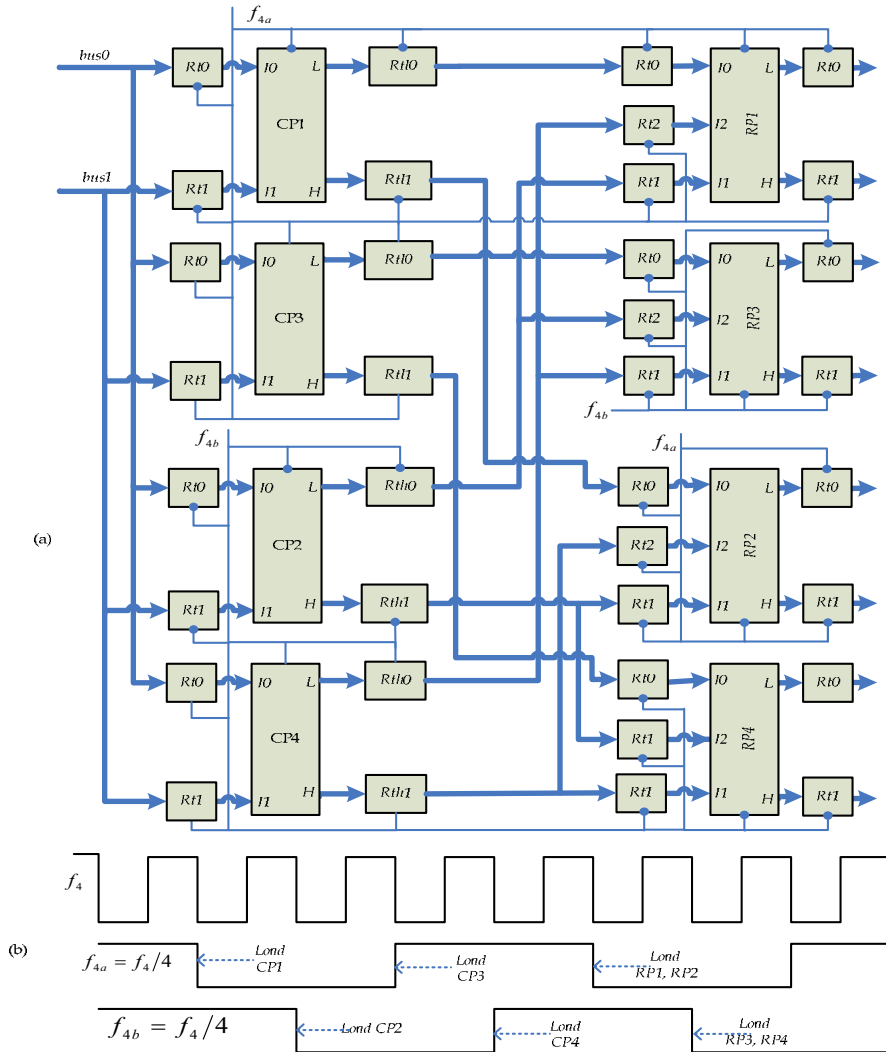 f4a
bus0
Rt0 I0 L Rtl0 Rt0 I0 L Rt0
CP1 Rt2 I2 RP1
bus1
Rt1 I1 H Rtl1 Rt1 I1 H Rt1
Rt0 I0 L Rtl0 Rt0 I0 L Rt0
CP3 Rt2 I2 RP3
Rt1 I1 H Rtl1 Rt1 I1 H Rt1
f4b
f4b f4a
Rt0 I0 L Rth0 Rt0 I0 L Rt0
(a)
CP2 Rt2 I2 RP2
Rt1 I1 H Rth1 Rt1 I1 H Rt1
Rt0 I0 L Rth0 Rt0 I0 L Rt0
CP4 Rt1 I2 RP4
Rt1 I1 H Rth1 Rt1 I1 H Rt1
f4
(b)
f4a = f4/4
Lond
CP1
Lond
CP3
Lond
RP1, RP2
f4b = f4/4
Lond CP2
Lond
CP4
Lond
RP3, RP4